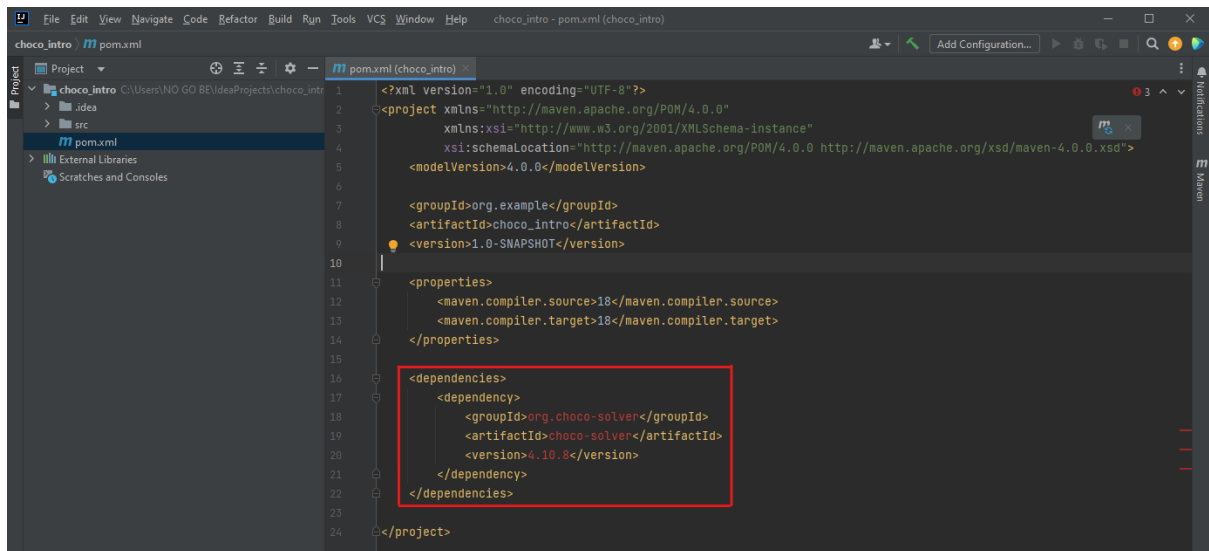 File Edit View Navigate Code Refactor Build Run Tools VCS Window Help choco_intro - pom.xml (choco_intro)
choco_intro m pom.xml Add Configuration...
Project Project m pom.xml (choco_intro)
choco_intro C:\Users\NO GO BE\IdeaProjects\choco_intr
.idea
src
m pom.xml
External Libraries
Scratches and Consoles
1 <?xml version="1.0" encoding="UTF-8"?> 3
2 <project xmlns="http://maven.apache.org/POM/4.0.0"
3 xmlns:xsi="http://www.w3.org/2001/XMLSchema-instance"
4 xsi:schemaLocation="http://maven.apache.org/POM/4.0.0 http://maven.apache.org/xsd/maven-4.0.0.xsd">
5 <modelVersion>4.0.0</modelVersion>
6
7 <groupId>org.example</groupId>
8 <artifactId>choco_intro</artifactId>
9 <version>1.0-SNAPSHOT</version>
10
11 <properties>
12 <maven.compiler.source>18</maven.compiler.source>
13 <maven.compiler.target>18</maven.compiler.target>
14 </properties>
15
16 <dependencies>
17 <dependency>
18 <groupId>org.choco-solver</groupId>
19 <artifactId>choco-solver</artifactId>
20 <version>4.10.8</version>
21 </dependency>
22 </dependencies>
23
24 </project>
Notifications
m Maven